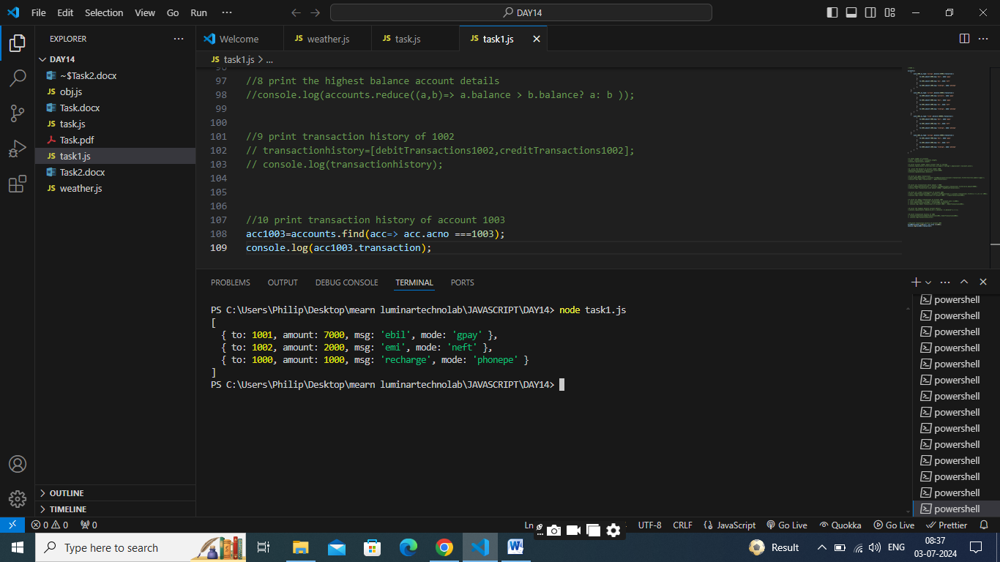 File Edit Selection View Go Run ··· DAY14
EXPLORER ···
DAY14
~$Task2.docx
JS obj.js
Task.docx
JS task.js
Task.pdf
JS task1.js
Task2.docx
JS weather.js
OUTLINE
TIMELINE
Welcome JS weather.js JS task.js JS task1.js
JS task1.js > ...
96
97 //8 print the highest balance account details
98 //console.log(accounts.reduce((a,b)=> a.balance > b.balance? a: b ));
99
100
101 //9 print transaction history of 1002
102 // transactionhistory=[debitTransactions1002,creditTransactions1002];
103 // console.log(transactionhistory);
104
105
106
107 //10 print transaction history of account 1003
108 acc1003=accounts.find(acc=> acc.acno ===1003);
109 console.log(acc1003.transaction);
PROBLEMS OUTPUT DEBUG CONSOLE TERMINAL PORTS
PS C:\Users\Philip\Desktop\mearn luminartechnolab\JAVASCRIPT\DAY14> node task1.js
[
{ to: 1001, amount: 7000, msg: 'ebil', mode: 'gpay' },
{ to: 1002, amount: 2000, msg: 'emi', mode: 'neft' },
{ to: 1000, amount: 1000, msg: 'recharge', mode: 'phonepe' }
]
PS C:\Users\Philip\Desktop\mearn luminartechnolab\JAVASCRIPT\DAY14>
powershell
powershell
powershell
powershell
powershell
powershell
powershell
powershell
powershell
powershell
powershell
powershell
powershell
powershell
0 0 0 Ln UTF-8 CRLF {} JavaScript Go Live Quokka Go Live Prettier
Type here to search Result ENG 08:37
03-07-2024